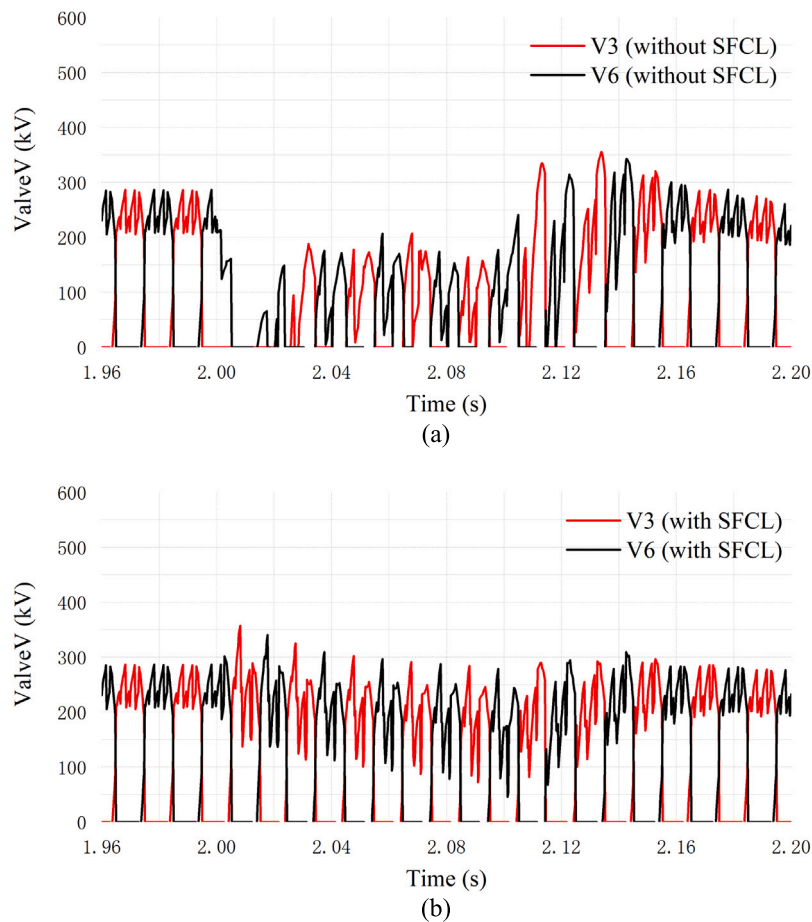 600
V3 (without SFCL)
V6 (without SFCL)
500
400
300
200
100
0
ValveV (kV)
1.96 2.00 2.04 2.08 2.12 2.16 2.20
Time (s)
(a)
600
V3 (with SFCL)
V6 (with SFCL)
500
400
300
200
100
0
ValveV (kV)
1.96 2.00 2.04 2.08 2.12 2.16 2.20
Time (s)
(b)